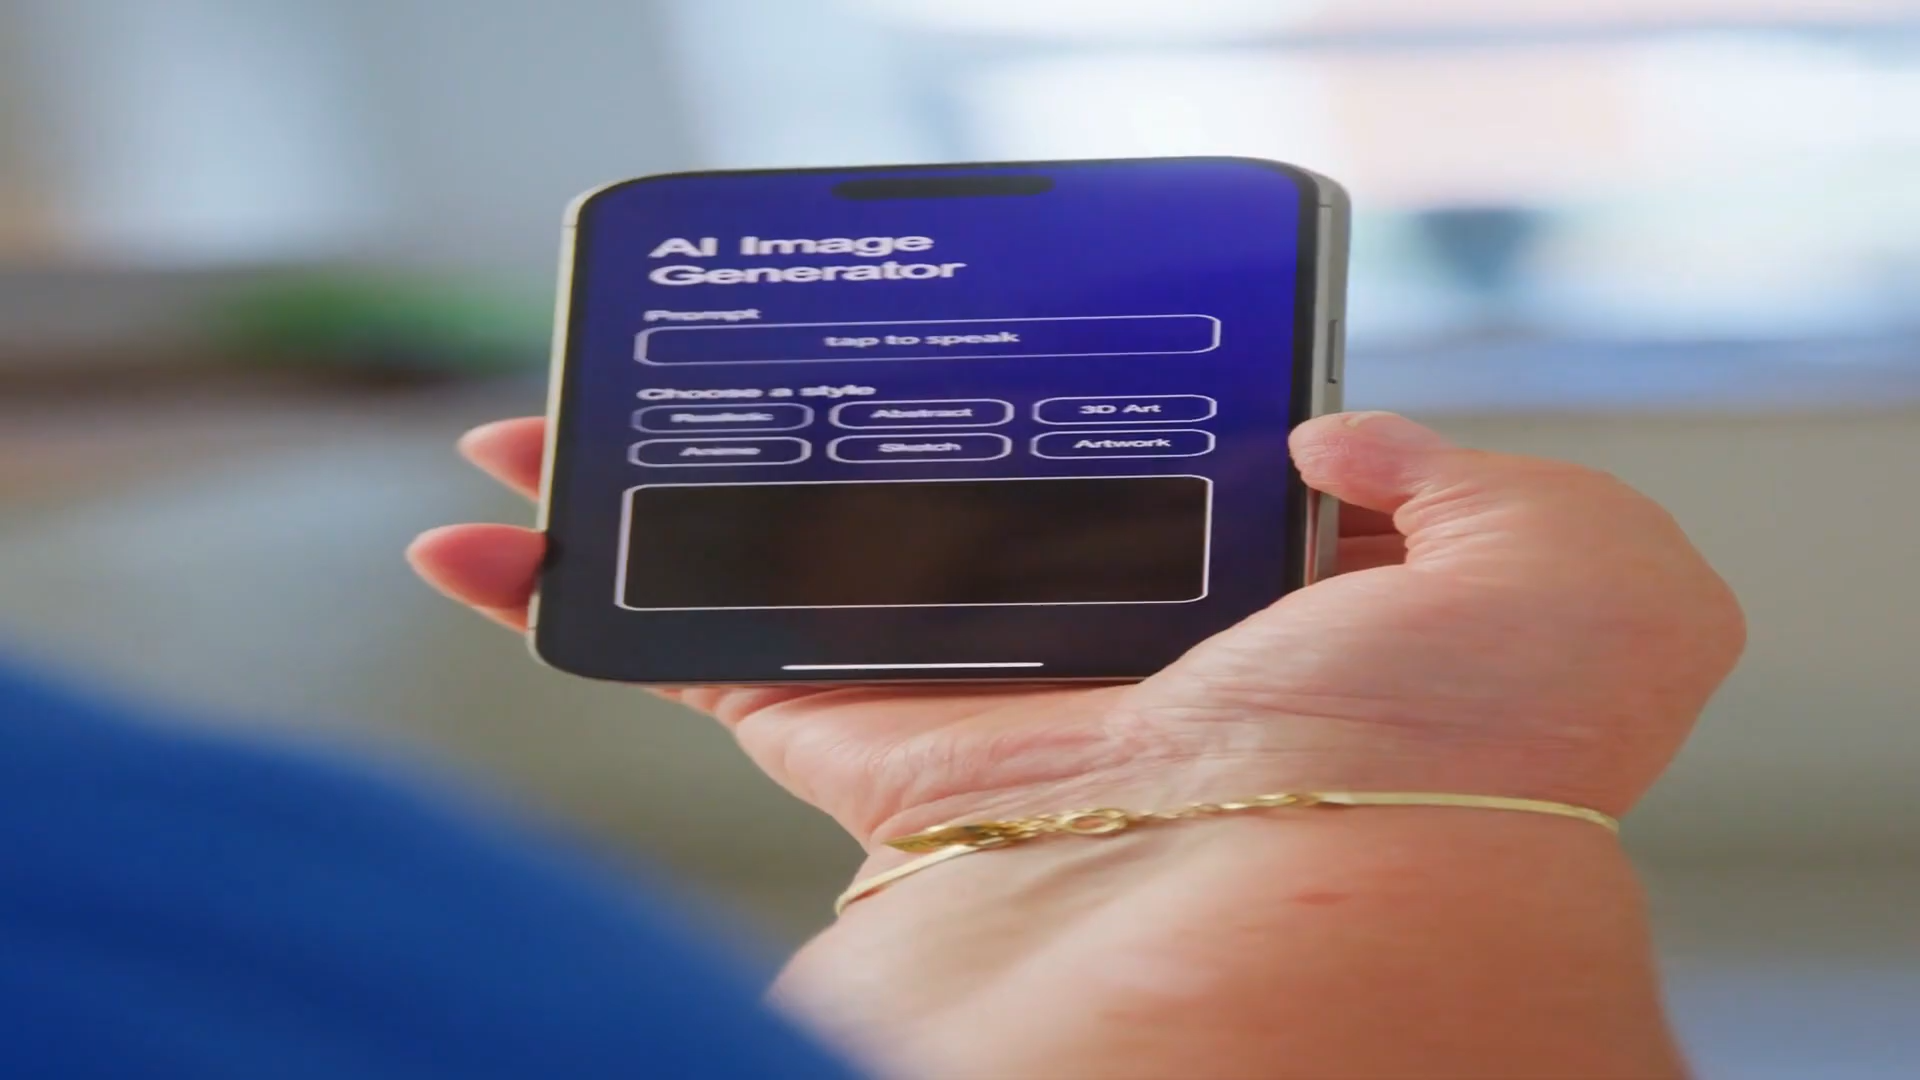 AI Image
Generator
Prompt
tap to speak
Choose a style
Realistic Abstract 3D Art
Anime Sketch Artwork